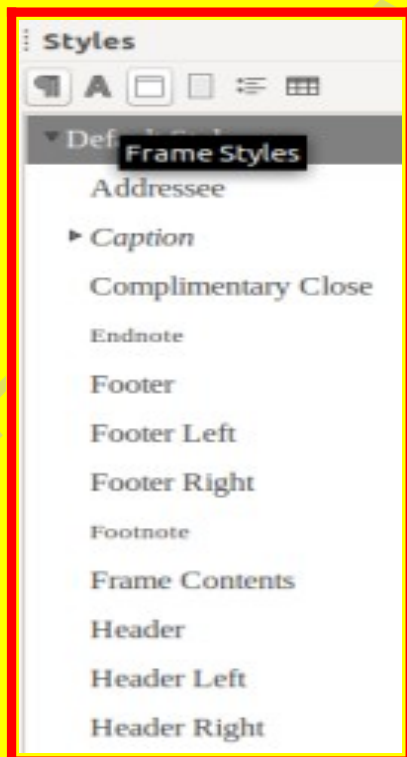 Styles
Frame Styles
Addressee
Caption
Complimentary Close
Endnote
Footer
Footer Left
Footer Right
Footnote
Frame Contents
Header
Header Left
Header Right